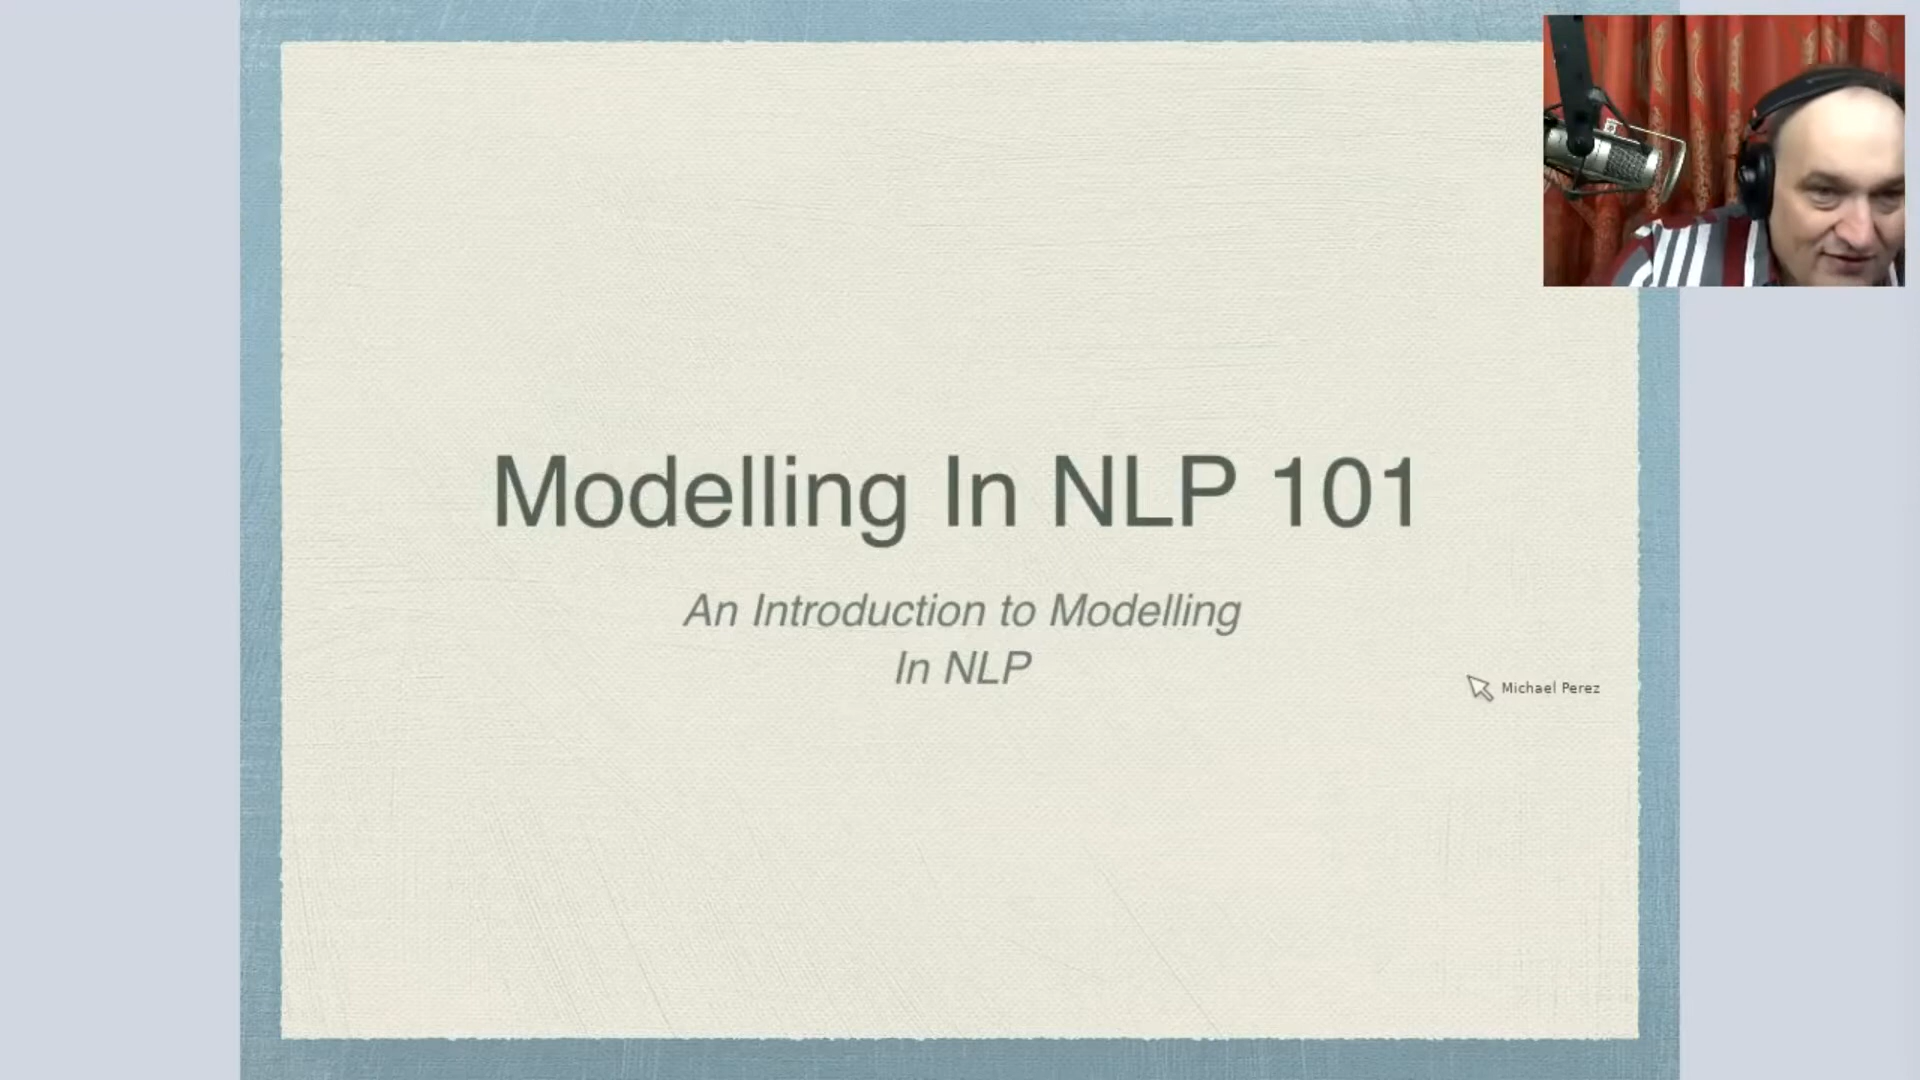 Modelling In NLP 101
An Introduction to Modelling
In NLP
Michael Perez